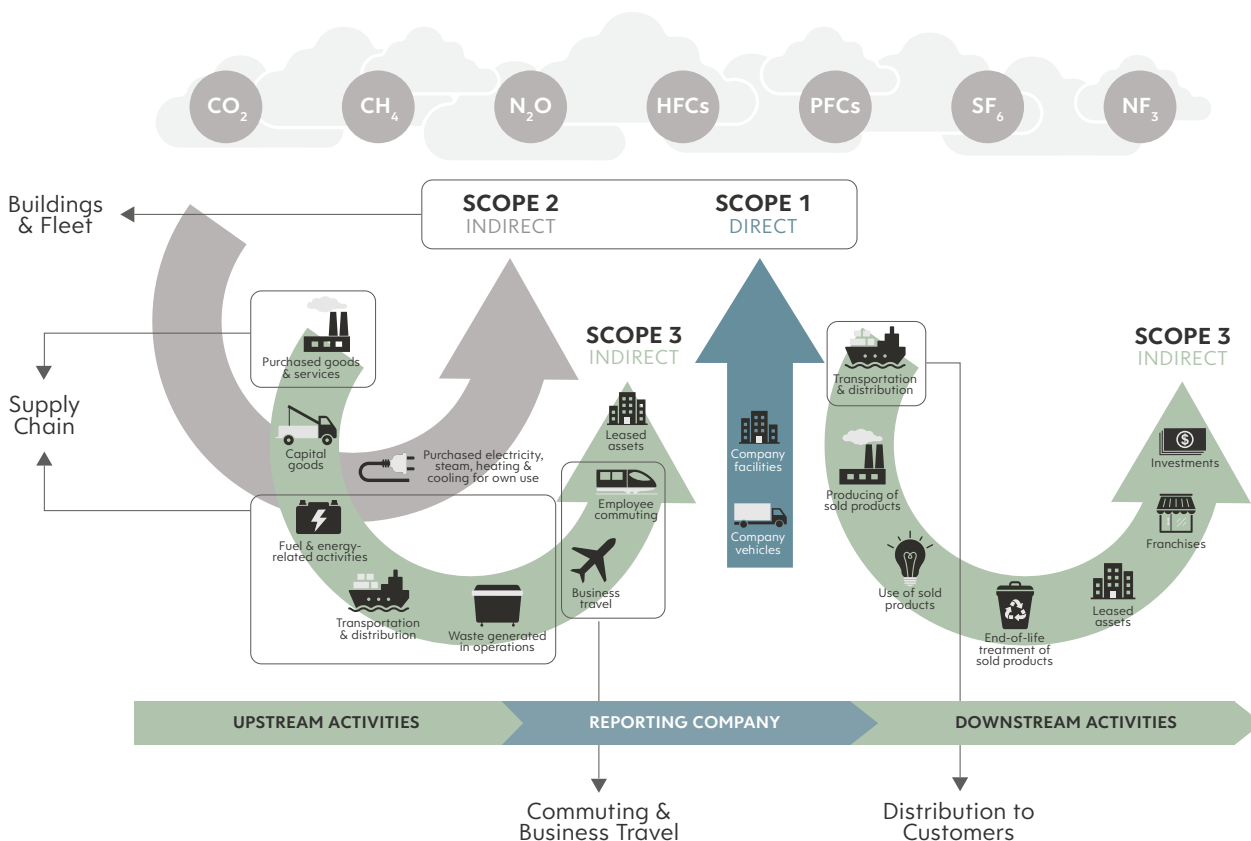 CO₂
CH₄
N₂O
HFCs
PFCs
SF₆
NF₃
Buildings
& Fleet
SCOPE 2
INDIRECT
SCOPE 1
DIRECT
Purchased goods
& services
Supply
Chain
Capital
goods
Purchased electricity,
steam, heating &
cooling for own use
Fuel & energy-
related activities
Transportation
& distribution
Waste generated
in operations
Business
travel
Employee
commuting
Leased
assets
SCOPE 3
INDIRECT
Company
facilities
Company
vehicles
Transportation
& distribution
Producing of
sold products
Use of sold
products
End-of-life
treatment of
sold products
Leased
assets
Franchises
$
Investments
SCOPE 3
INDIRECT
UPSTREAM ACTIVITIES
REPORTING COMPANY
DOWNSTREAM ACTIVITIES
Commuting &
Business Travel
Distribution to
Customers